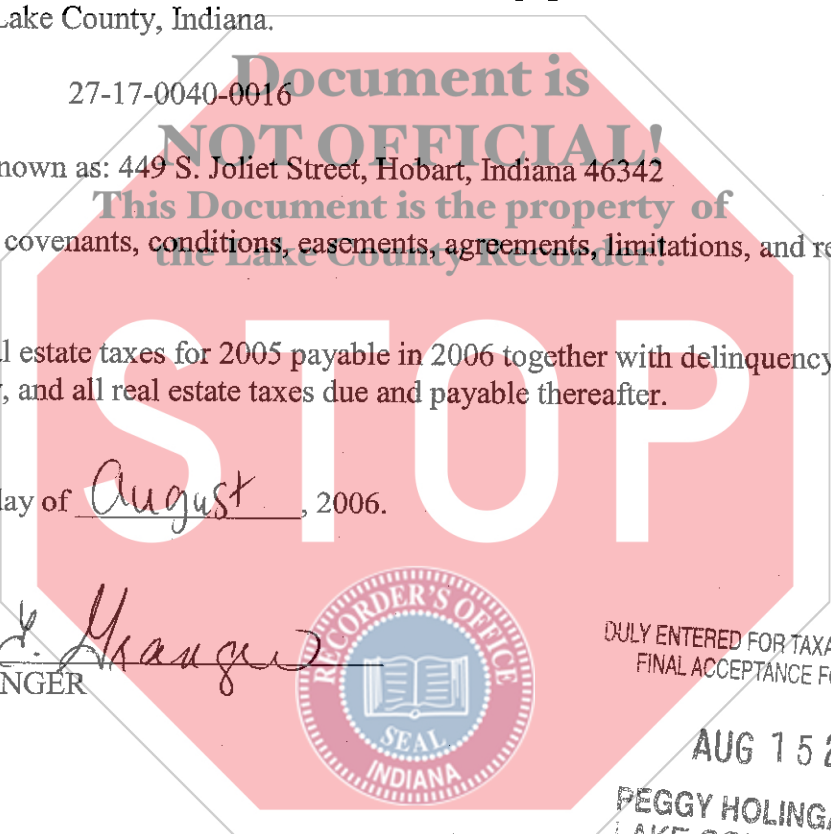 Lake County, Indiana.
Document is
27-17-0040-0016
NOT OFFICIAL!
nown as: 449 S. Joliet Street, Hobart, Indiana 46342
This Document is the property of
covenants, conditions, easements, agreements, limitations, and re
the Lake County Recorder!
l estate taxes for 2005 payable in 2006 together with delinquency
, and all real estate taxes due and payable thereafter.
STOP
day of August, 2006.
Granger
NGER
RECORDER'S OFFICE
SEAL
INDIANA
DULY ENTERED FOR TAXA
FINAL ACCEPTANCE FO
AUG 15 2
PEGGY HOLINGA
LAKE COU